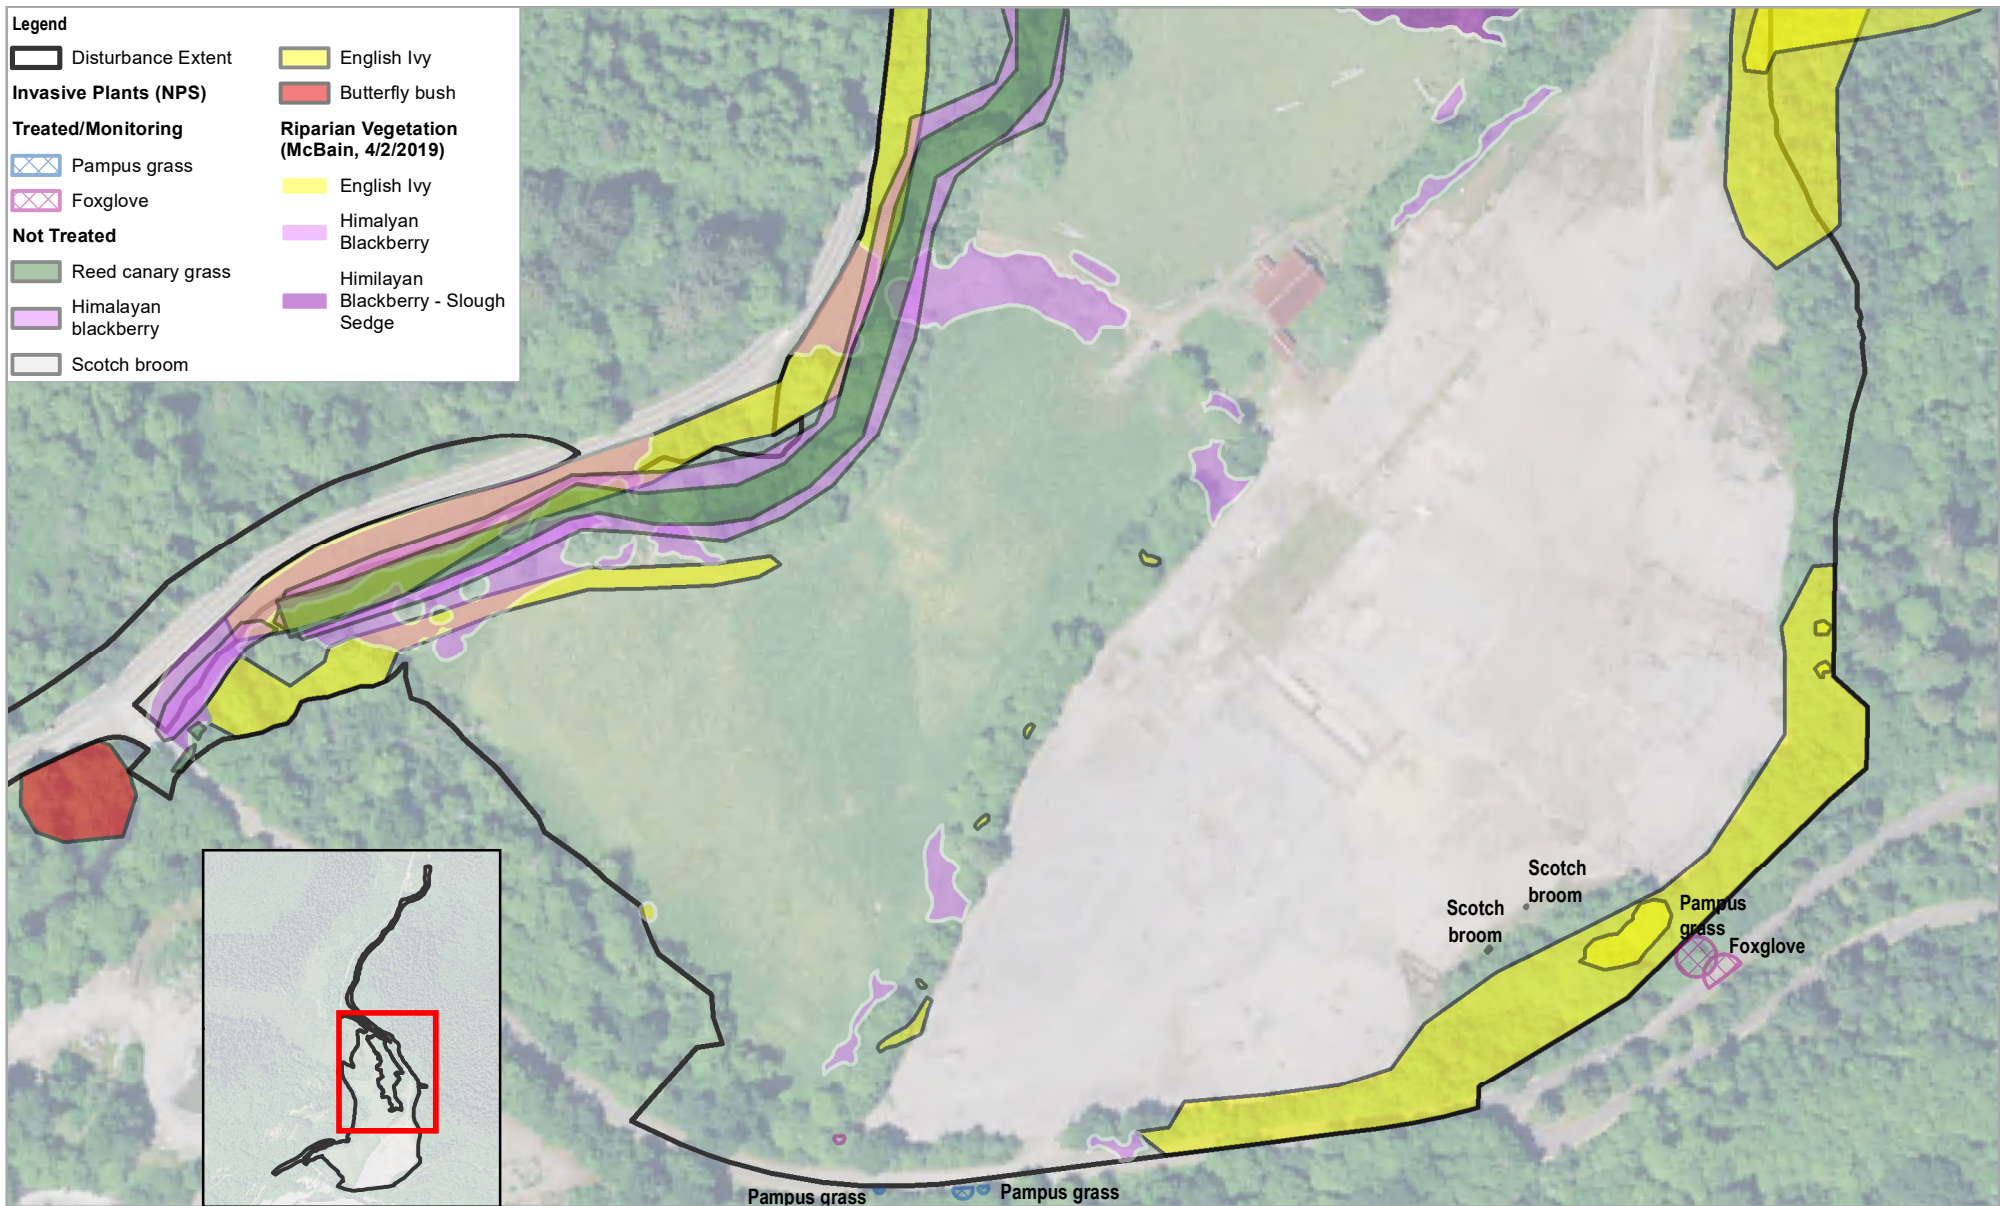 Legend
Disturbance Extent
Invasive Plants (NPS)
Treated/Monitoring
Pampus grass
Foxglove
Not Treated
Reed canary grass
Himalayan
blackberry
Scotch broom
English Ivy
Butterfly bush
Riparian Vegetation
(McBain, 4/2/2019)
English Ivy
Himalyan
Blackberry
Himilayan
Blackberry - Slough
Sedge
Scotch
broom
Scotch
broom
Pampus
grass
Foxglove
Pampus grass
Pampus grass